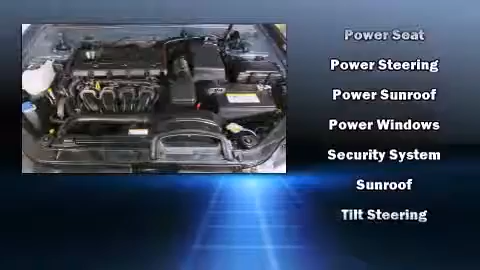 Power Seat
Power Steering
Power Sunroof
Power Windows
Security System
Sunroof
Tilt Steering